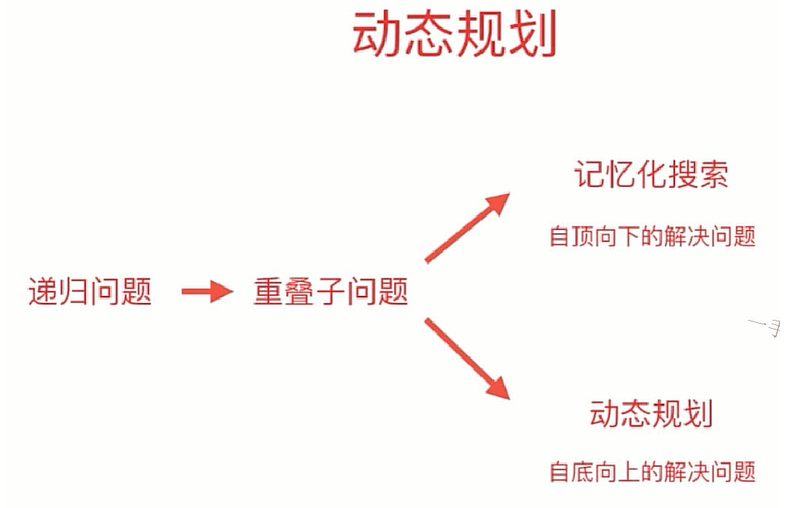 动态规划
记忆化搜索
自顶向下的解决问题
递归问题
重叠子问题
动态规划
自底向上的解决问题